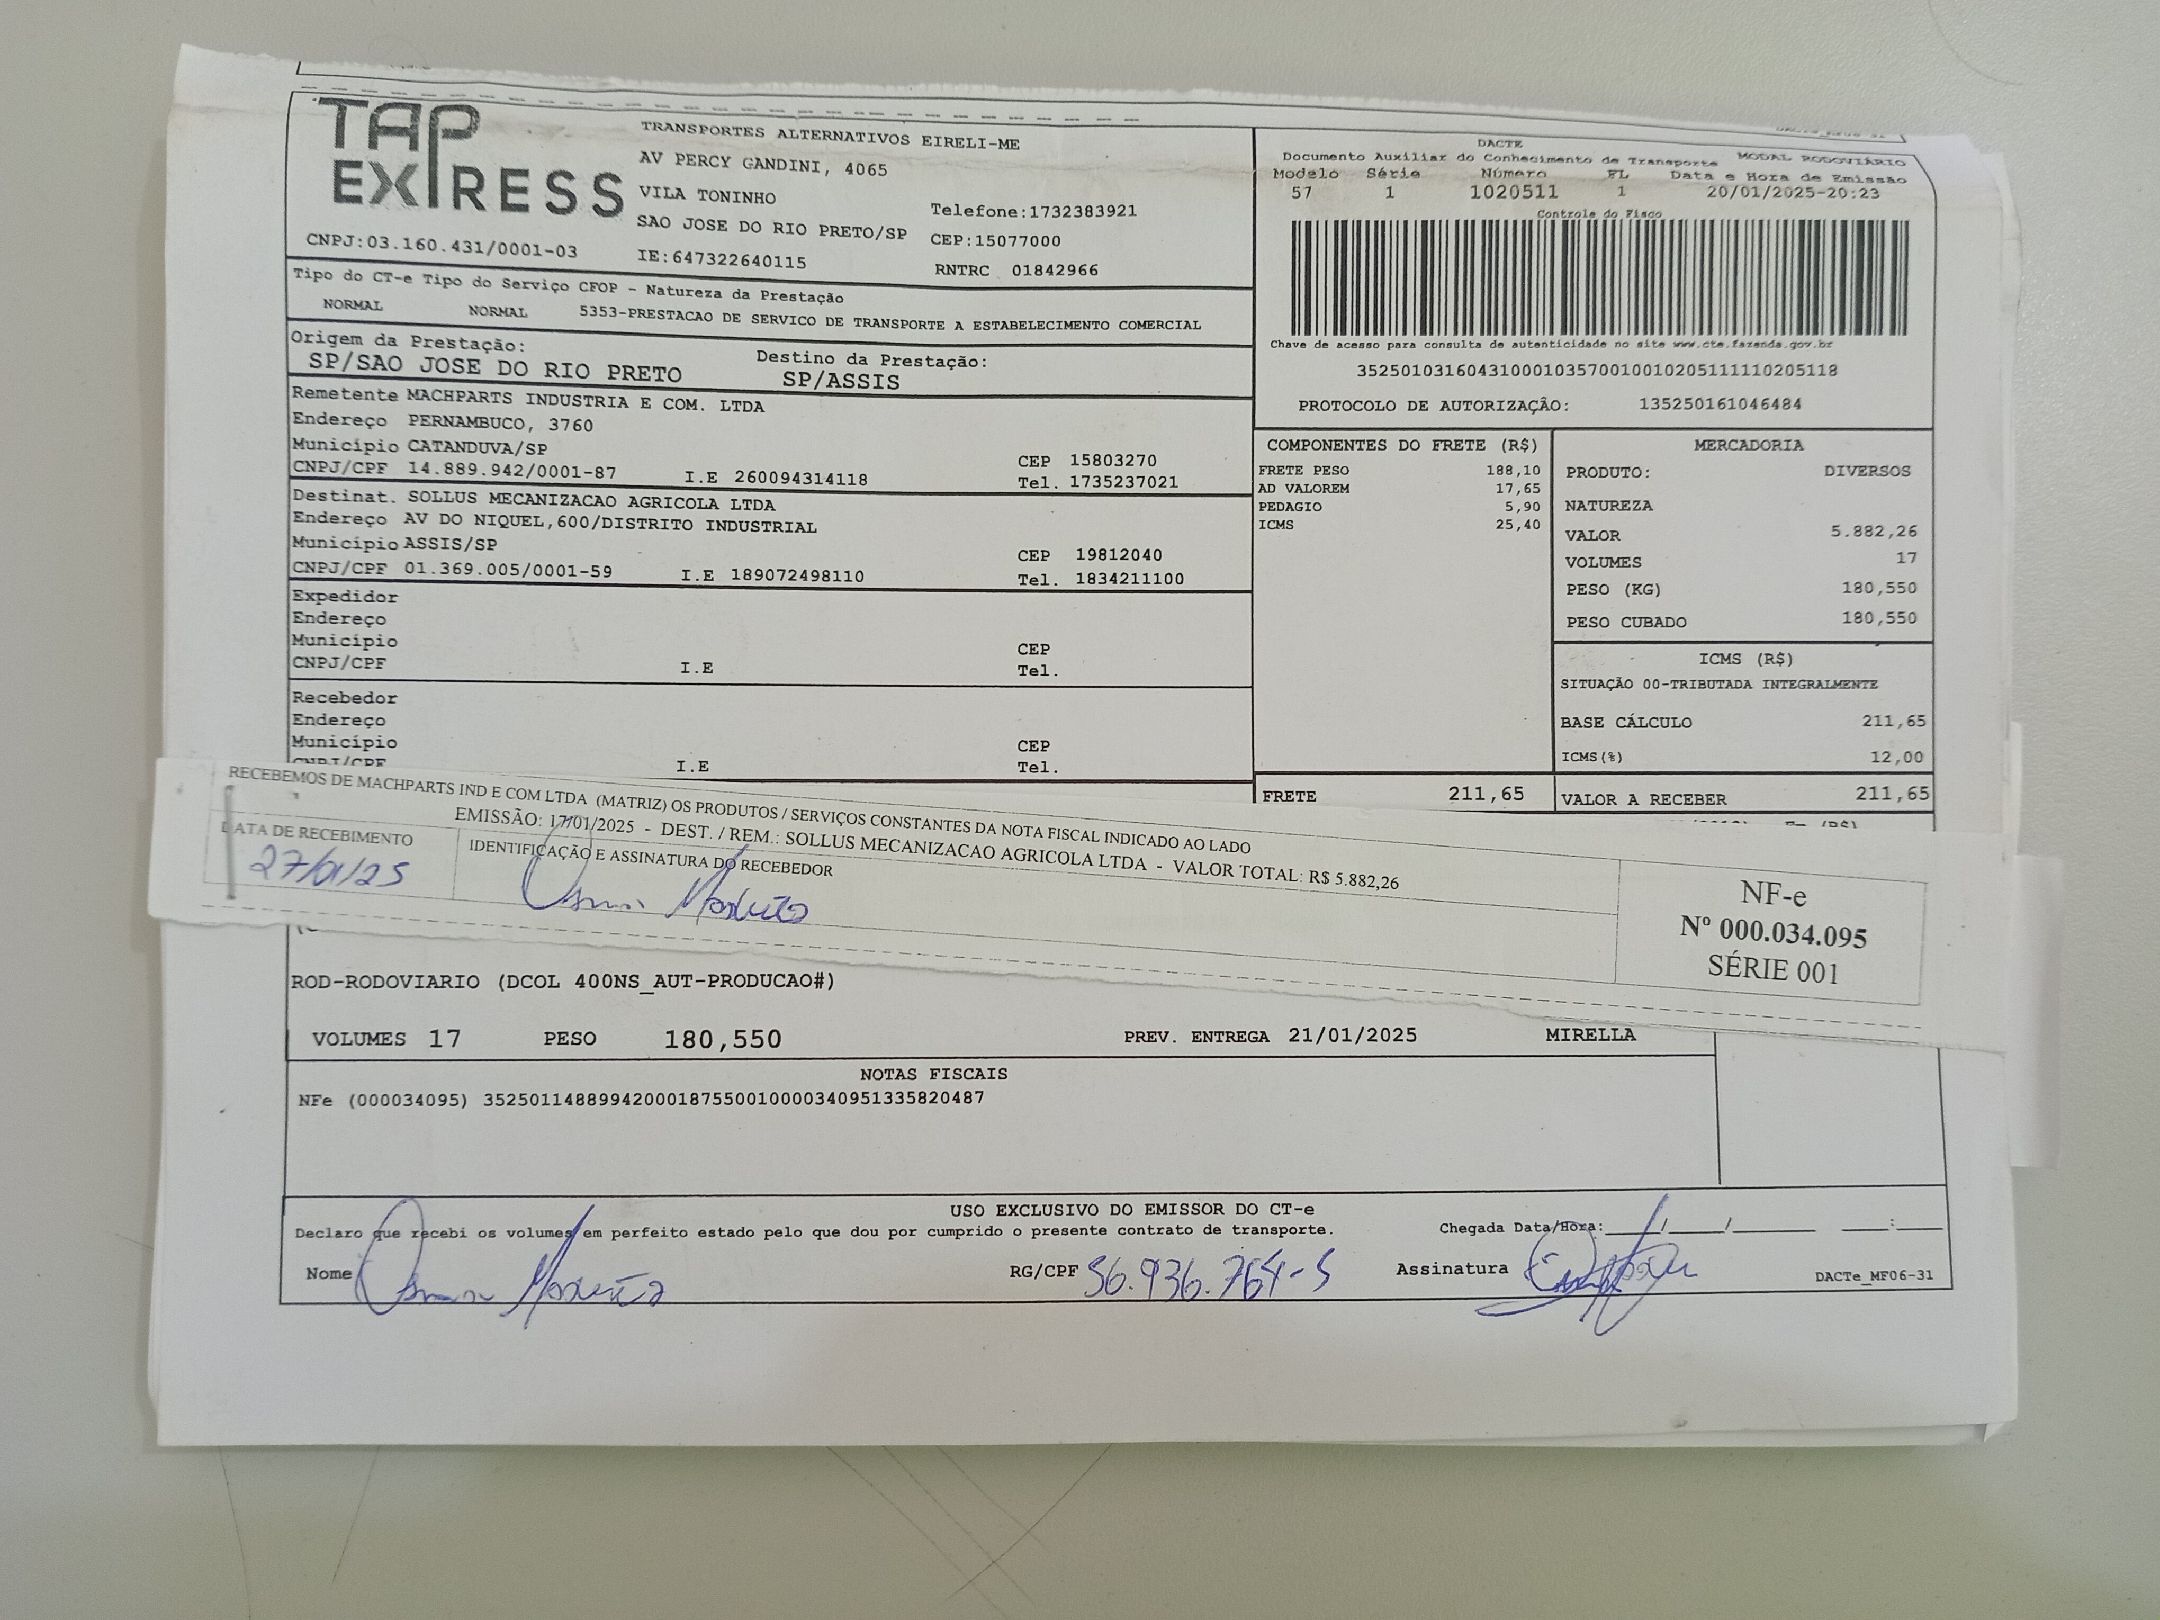 TAP EXPRESS
TRANSPORTES ALTERNATIVOS EIRELI-ME
AV PERCY GANDINI, 4065
VILA TONINHO
SAO JOSE DO RIO PRETO/SP
Telefone:1732383921
CEP:15077000
CNPJ:03.160.431/0001-03
IE:647322640115
RNTRC 01842966
Tipo do CT-e Tipo do Serviço CFOP - Natureza da Prestação
NORMAL NORMAL 5353-PRESTACAO DE SERVICO DE TRANSPORTE A ESTABELECIMENTO COMERCIAL
Origem da Prestação:
SP/SAO JOSE DO RIO PRETO
Destino da Prestação:
SP/ASSIS
Remetente MACHPARTS INDUSTRIA E COM. LTDA
Endereço PERNAMBUCO, 3760
Município CATANDUVA/SP CEP 15803270
CNPJ/CPF 14.889.942/0001-87 I.E 260094314118 Tel. 1735237021
Destinat. SOLLUS MECANIZACAO AGRICOLA LTDA
Endereço AV DO NIQUEL,600/DISTRITO INDUSTRIAL
Município ASSIS/SP CEP 19812040
CNPJ/CPF 01.369.005/0001-59 I.E 189072498110 Tel. 1834211100
Expedidor
Endereço
Município CEP
CNPJ/CPF I.E Tel.
Recebedor
Endereço
Município CEP
CNPJ/CPF I.E Tel.
DACTE
Documento Auxiliar do Conhecimento de Transporte MODAL RODOVIÁRIO
Modelo Série Número FL Data e Hora de Emissão
57 1 1020511 1 20/01/2025-20:23
Controle do Fisco
Chave de acesso para consulta de autenticidade no site www.cte.fazenda.gov.br
35250103160431000103570010010205111110205118
PROTOCOLO DE AUTORIZAÇÂO: 135250161046484
COMPONENTES DO FRETE (R$)
FRETE PESO 188,10
AD VALOREM 17,65
PEDAGIO 5,90
ICMS 25,40
FRETE 211,65
MERCADORIA
PRODUTO: DIVERSOS
NATUREZA
VALOR 5.882,26
VOLUMES 17
PESO (KG) 180,550
PESO CUBADO 180,550
ICMS (R$)
SITUAÇÃO 00-TRIBUTADA INTEGRALMENTE
BASE CÁLCULO 211,65
ICMS(%) 12,00
VALOR A RECEBER 211,65
RECEBEMOS DE MACHPARTS IND E COM LTDA (MATRIZ) OS PRODUTOS / SERVIÇOS CONSTANTES DA NOTA FISCAL INDICADO AO LADO
EMISSÃO: 17/01/2025 - DEST. / REM.: SOLLUS MECANIZACAO AGRICOLA LTDA - VALOR TOTAL: R$ 5.882,26
DATA DE RECEBIMENTO
27/01/25
IDENTIFICAÇÃO E ASSINATURA DO RECEBEDOR
NF-e
Nº 000.034.095
SÉRIE 001
ROD-RODOVIARIO (DCOL 400NS_AUT-PRODUCAO#)
VOLUMES 17 PESO 180,550 PREV. ENTREGA 21/01/2025 MIRELLA
NOTAS FISCAIS
NFe (000034095) 35250114889942000187550010000340951335820487
USO EXCLUSIVO DO EMISSOR DO CT-e
Declaro que recebi os volumes em perfeito estado pelo que dou por cumprido o presente contrato de transporte.
Chegada Data/Hora: ____/____/______ ___:___
Nome
RG/CPF 56.936.764-5
Assinatura
DACTe_MF06-31